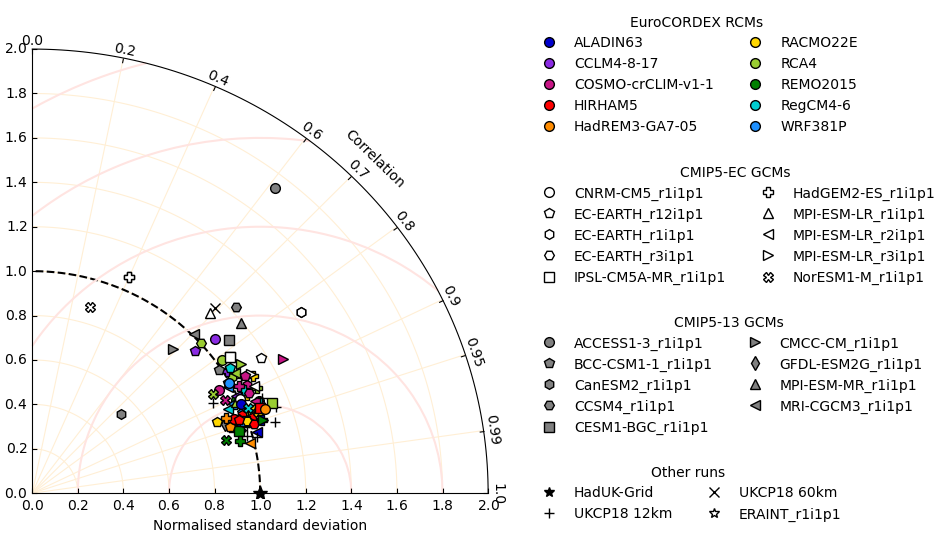 0.0
0.2
0.4
0.6
Correlation
0.7
0.8
0.9
0.95
0.99
1.0
2.0
1.8
1.6
1.4
1.2
1.0
0.8
0.6
0.4
0.2
0.0
0.0 0.2 0.4 0.6 0.8 1.0 1.2 1.4 1.6 1.8 2.0
Normalised standard deviation
EuroCORDEX RCMs
ALADIN63 RACMO22E
CCLM4-8-17 RCA4
COSMO-crCLIM-v1-1 REMO2015
HIRHAM5 RegCM4-6
HadREM3-GA7-05 WRF381P
CMIP5-EC GCMs
CNRM-CM5_r1i1p1 HadGEM2-ES_r1i1p1
EC-EARTH_r12i1p1 MPI-ESM-LR_r1i1p1
EC-EARTH_r1i1p1 MPI-ESM-LR_r2i1p1
EC-EARTH_r3i1p1 MPI-ESM-LR_r3i1p1
IPSL-CM5A-MR_r1i1p1 NorESM1-M_r1i1p1
CMIP5-13 GCMs
ACCESS1-3_r1i1p1 CMCC-CM_r1i1p1
BCC-CSM1-1_r1i1p1 GFDL-ESM2G_r1i1p1
CanESM2_r1i1p1 MPI-ESM-MR_r1i1p1
CCSM4_r1i1p1 MRI-CGCM3_r1i1p1
CESM1-BGC_r1i1p1
Other runs
HadUK-Grid UKCP18 60km
UKCP18 12km ERAINT_r1i1p1